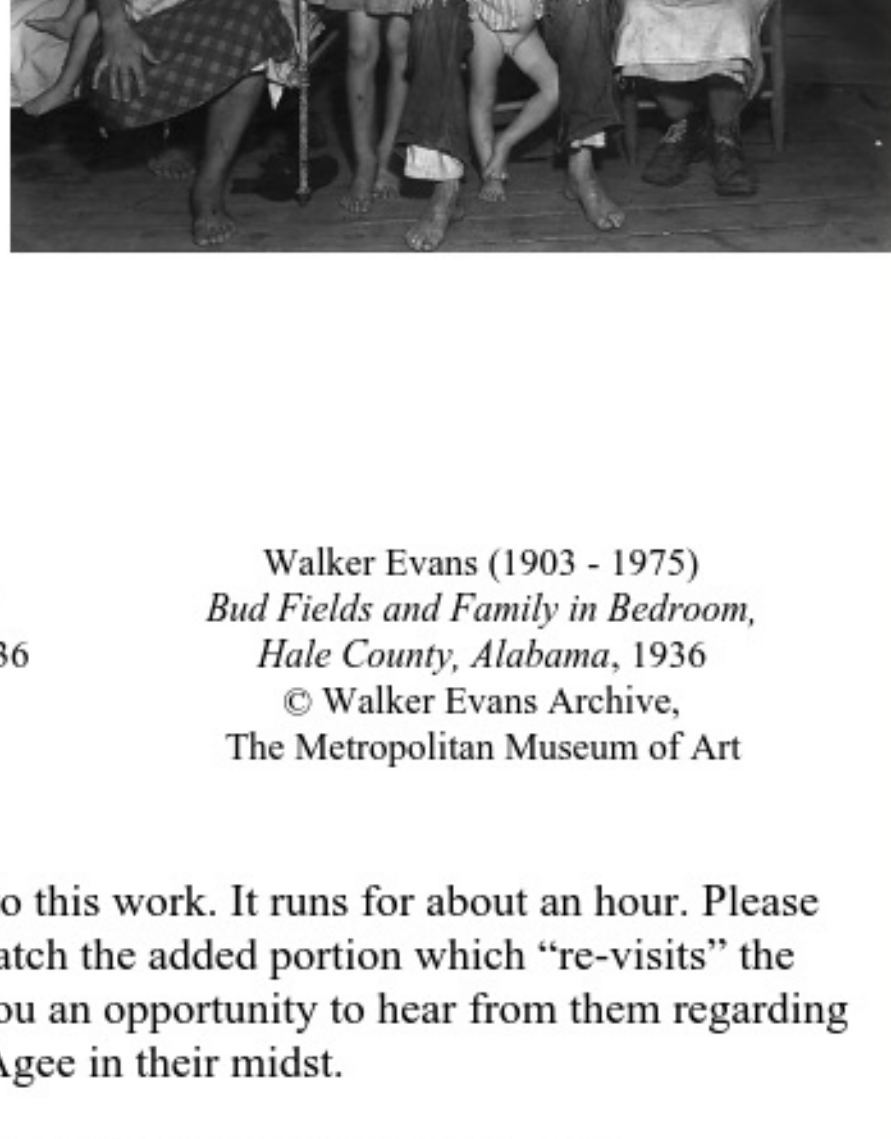 36
Walker Evans (1903 - 1975)
Bud Fields and Family in Bedroom,
Hale County, Alabama, 1936
© Walker Evans Archive,
The Metropolitan Museum of Art
o this work. It runs for about an hour. Please
atch the added portion which “re-visits” the
ou an opportunity to hear from them regarding
Agee in their midst.